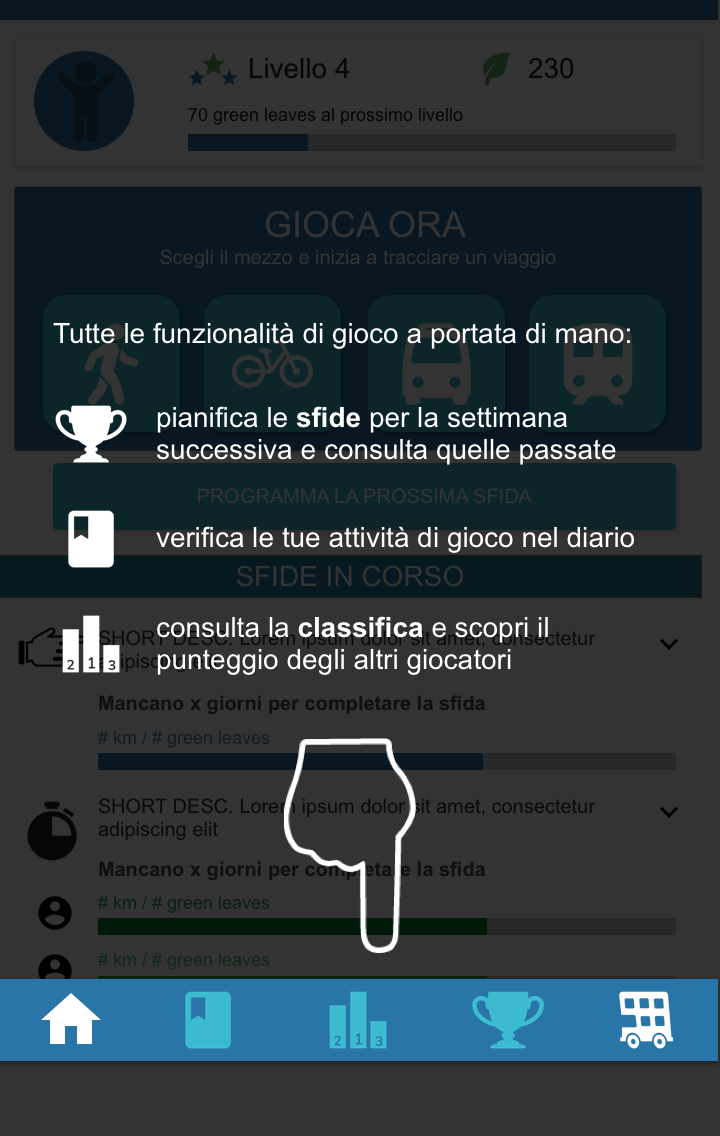 Livello 4
230
70 green leaves al prossimo livello
GIOCA ORA
Scegli il mezzo e inizia a tracciare un viaggio
Tutte le funzionalità di gioco a portata di mano:
pianifica le sfide per la settimana
successiva e consulta quelle passate
PROGRAMMA LA PROSSIMA SFIDA
verifica le tue attività di gioco nel diario
SFIDE IN CORSO
consulta la classifica e scopri il
punteggio degli altri giocatori
2 1 3
SHORT DESC. Lorem ipsum dolor sit amet, consectetur
adipiscing elit
Mancano x giorni per completare la sfida
# km / # green leaves
SHORT DESC. Lorem ipsum dolor sit amet, consectetur
adipiscing elit
Mancano x giorni per completare la sfida
# km / # green leaves
# km / # green leaves
2 1 3